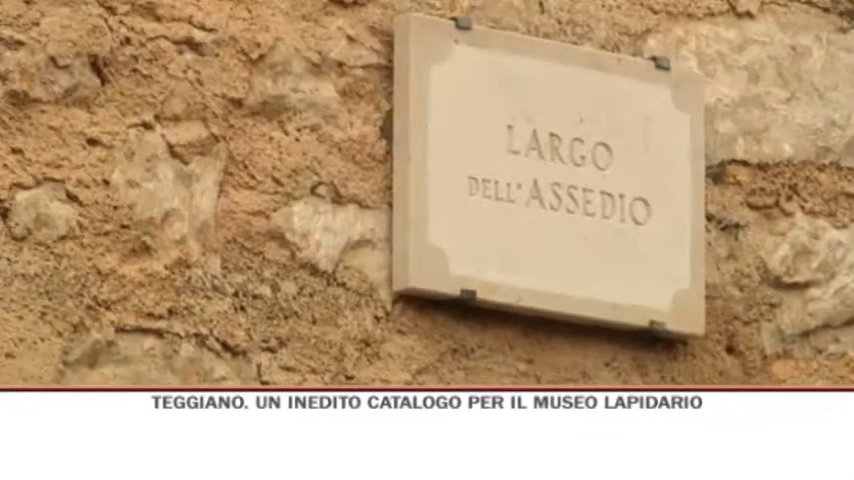 LARGO
DELL'ASSEDIO
TEGGIANO. UN INEDITO CATALOGO PER IL MUSEO LAPIDARIO